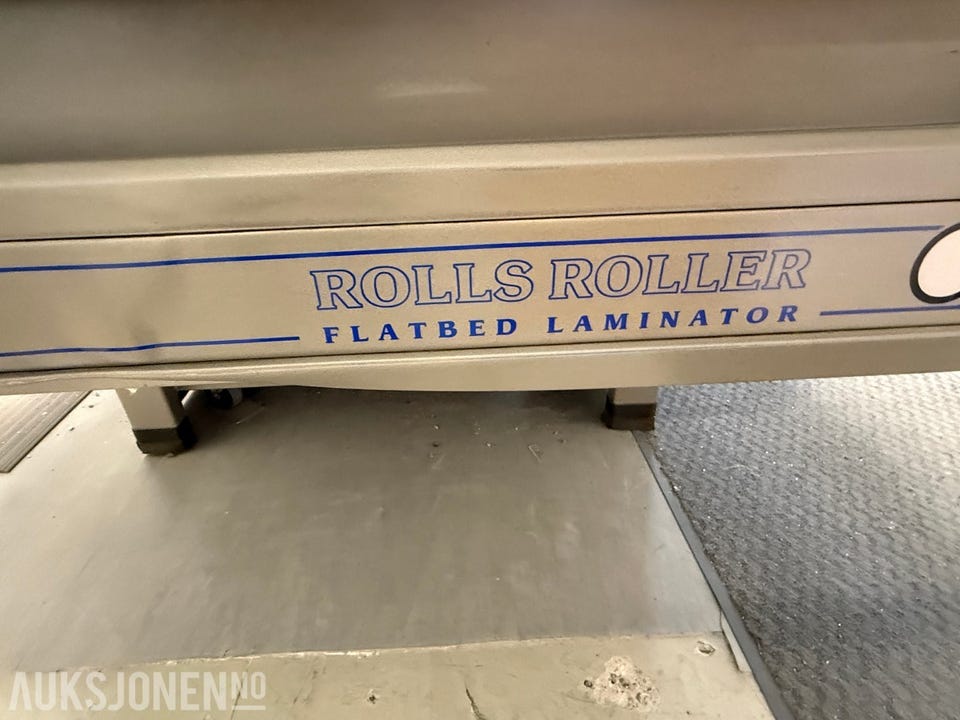 ROLLS ROLLER
FLATBED LAMINATOR
AUKSJONEN NO